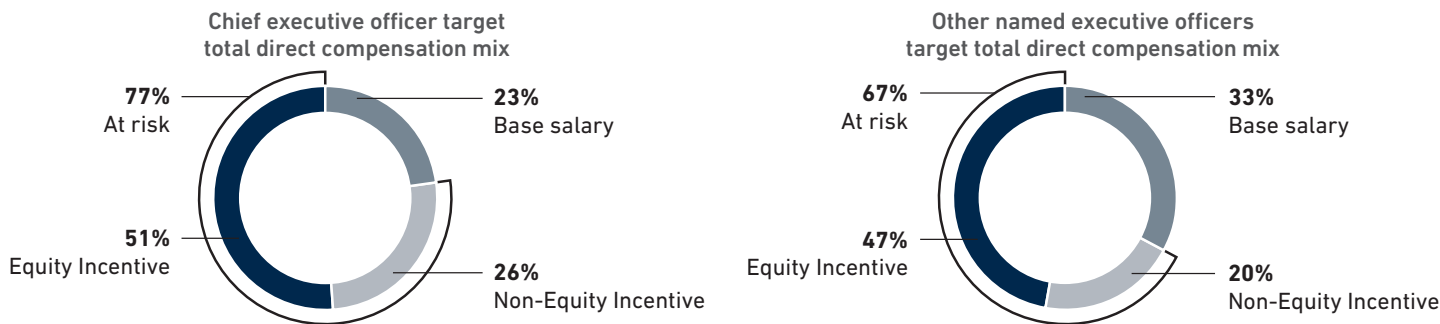 Chief executive officer target
total direct compensation mix
77%
At risk
23%
Base salary
51%
Equity Incentive
26%
Non-Equity Incentive
Other named executive officers
target total direct compensation mix
67%
At risk
33%
Base salary
47%
Equity Incentive
20%
Non-Equity Incentive